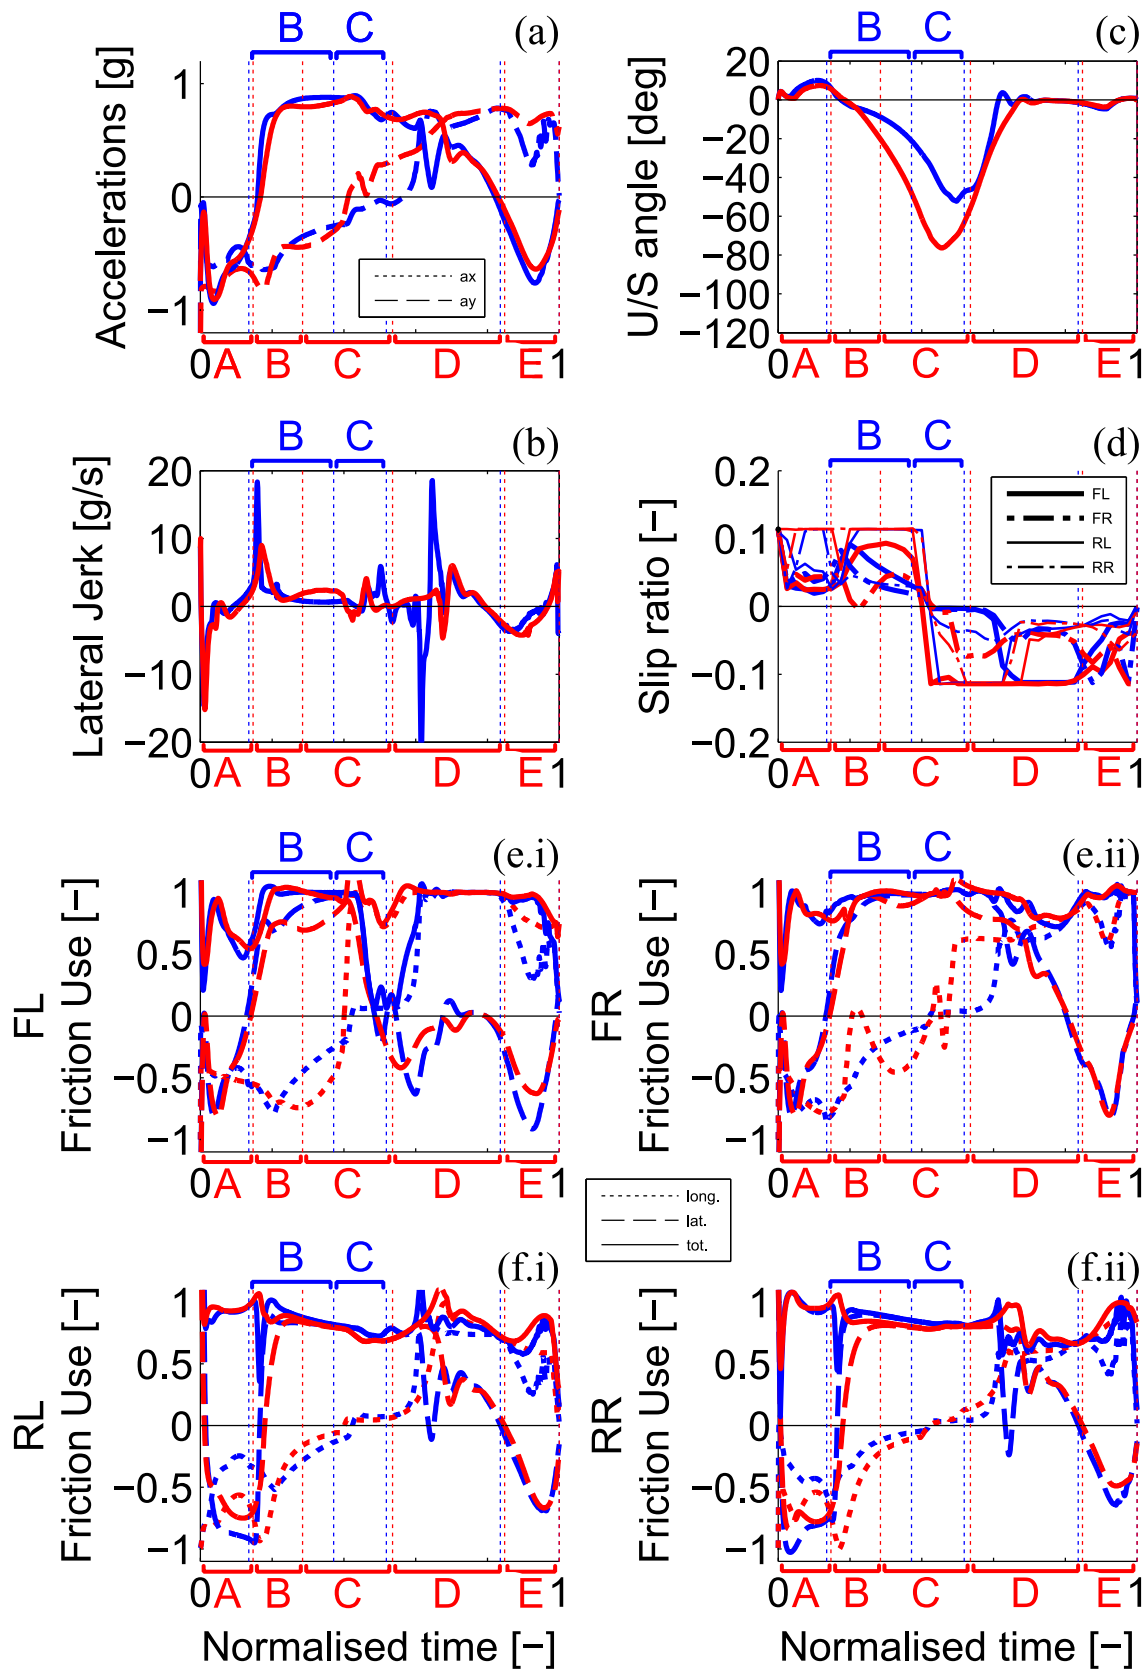 B C (a)
Accelerations [g]
1
0
−1
ax
ay
0 A B C D E 1
B C (c)
U/S angle [deg]
20
0
−20
−40
−60
−80
−100
−120
0 A B C D E 1
B C (b)
Lateral Jerk [g/s]
20
10
0
−10
−20
0 A B C D E 1
B C (d)
Slip ratio [−]
0.2
0.1
0
−0.1
−0.2
FL
FR
RL
RR
0 A B C D E 1
B C (e.i)
FL
Friction Use [−]
1
0.5
0
−0.5
−1
0 A B C D E 1
B C (e.ii)
FR
Friction Use [−]
1
0.5
0
−0.5
−1
0 A B C D E 1
long.
lat.
tot.
B C (f.i)
RL
Friction Use [−]
1
0.5
0
−0.5
−1
0 A B C D E 1
Normalised time [−]
B C (f.ii)
RR
Friction Use [−]
1
0.5
0
−0.5
−1
0 A B C D E 1
Normalised time [−]